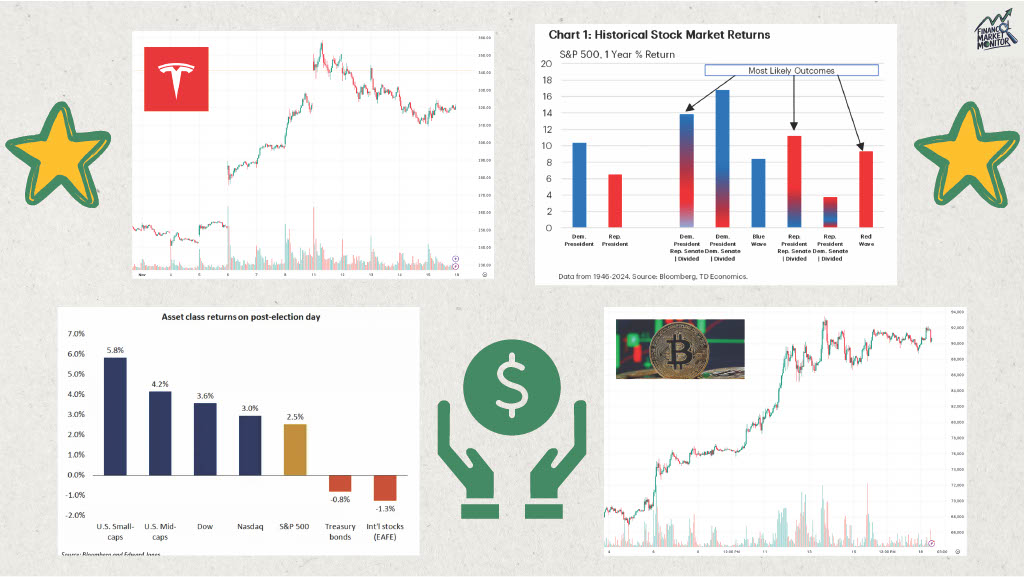 FINANCIAL
MARKET
MONITOR
Chart 1: Historical Stock Market Returns
S&P 500, 1 Year % Return
Most Likely Outcomes
20
18
16
14
12
10
8
6
4
2
0
Dem.
President
Rep.
President
Dem.
President
Rep. Senate
| Divided
Dem.
President
Dem. Senate
| Divided
Blue
Wave
Rep.
President
Rep. Senate
| Divided
Rep.
President
Dem. Senate
| Divided
Red
Wave
Data from 1946-2024. Source: Bloomberg, TD Economics.
Asset class returns on post-election day
7.0%
6.0%
5.0%
4.0%
3.0%
2.0%
1.0%
0.0%
-1.0%
-2.0%
5.8%
4.2%
3.6%
3.0%
2.5%
-0.8%
-1.3%
U.S. Small-
caps
U.S. Mid-
caps
Dow
Nasdaq
S&P 500
Treasury
bonds
Int'l stocks
(EAFE)
Source: Bloomberg and Edward Jones
$